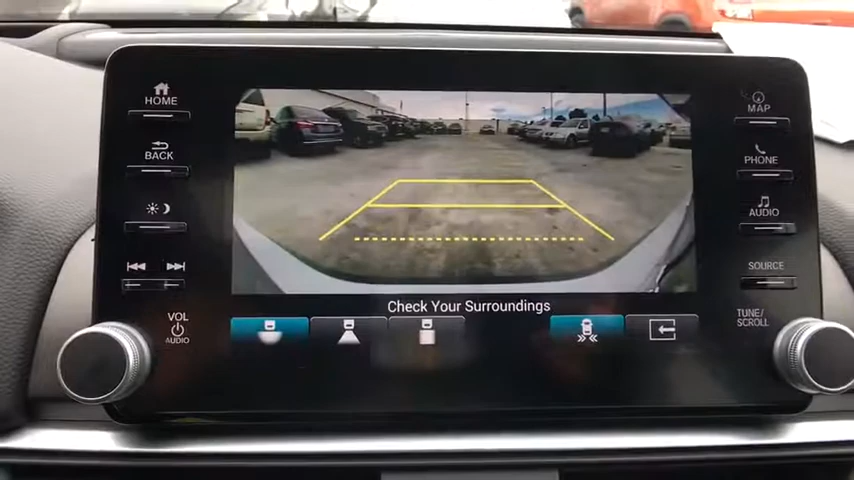 HOME
BACK
VOL
AUDIO
Check Your Surroundings
MAP
PHONE
AUDIO
SOURCE
TUNE/
SCROLL